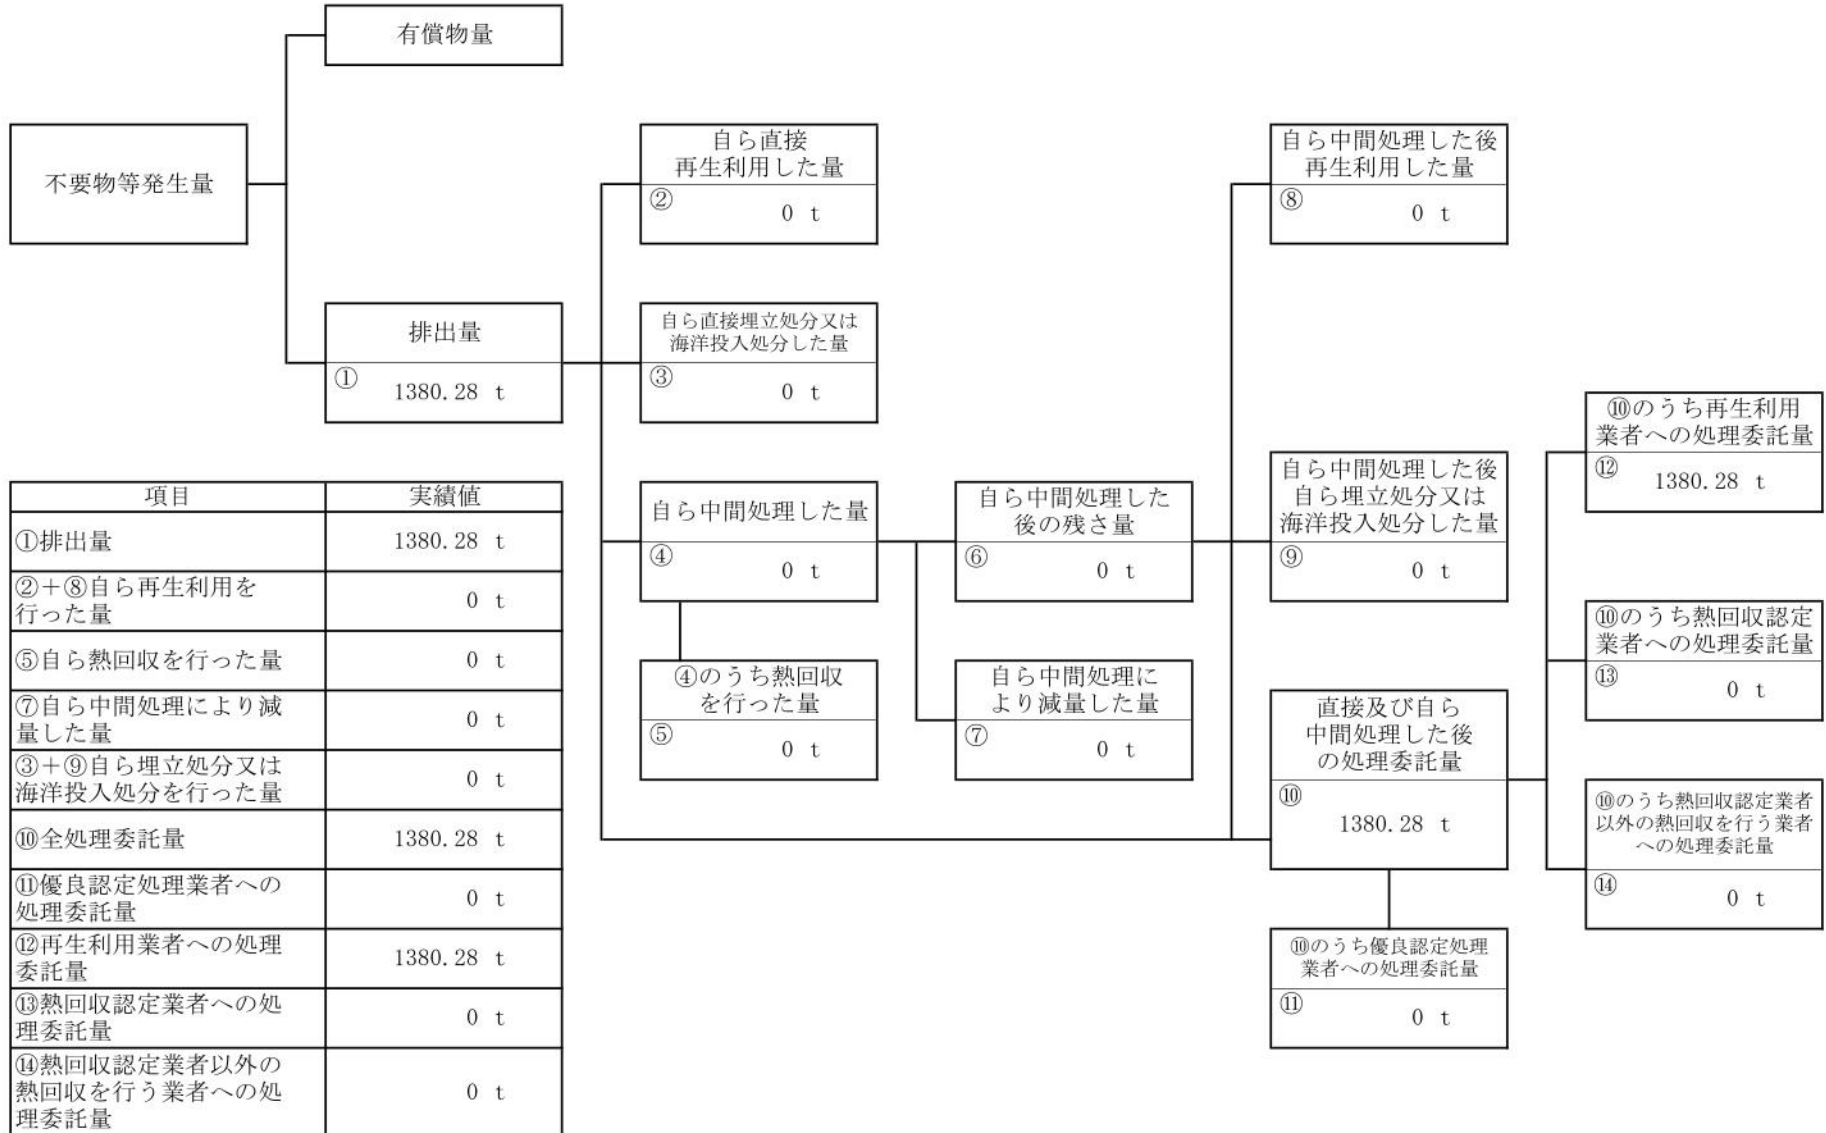 有償物量
不要物等発生量
排出量
①
1380.28 t
自ら直接
再生利用した量
②
0 t
自ら直接埋立処分又は
海洋投入処分した量
③
0 t
自ら中間処理した量
④
0 t
④のうち熱回収
を行った量
⑤
0 t
自ら中間処理した
後の残さ量
⑥
0 t
自ら中間処理に
より減量した量
⑦
0 t
自ら中間処理した後
再生利用した量
⑧
0 t
自ら中間処理した後
自ら埋立処分又は
海洋投入処分した量
⑨
0 t
直接及び自ら
中間処理した後
の処理委託量
⑩
1380.28 t
⑩のうち優良認定処理
業者への処理委託量
⑪
0 t
⑩のうち再生利用
業者への処理委託量
⑫
1380.28 t
⑩のうち熱回収認定
業者への処理委託量
⑬
0 t
⑩のうち熱回収認定業者
以外の熱回収を行う業者
への処理委託量
⑭
0 t
項目 実績値
①排出量 1380.28 t
②+⑧自ら再生利用を
行った量
0 t
⑤自ら熱回収を行った量 0 t
⑦自ら中間処理により減
量した量
0 t
③+⑨自ら埋立処分又は
海洋投入処分を行った量
0 t
⑩全処理委託量 1380.28 t
⑪優良認定処理業者への
処理委託量
0 t
⑫再生利用業者への処理
委託量
1380.28 t
⑬熱回収認定業者への処
理委託量
0 t
⑭熱回収認定業者以外の
熱回収を行う業者への処
理委託量
0 t